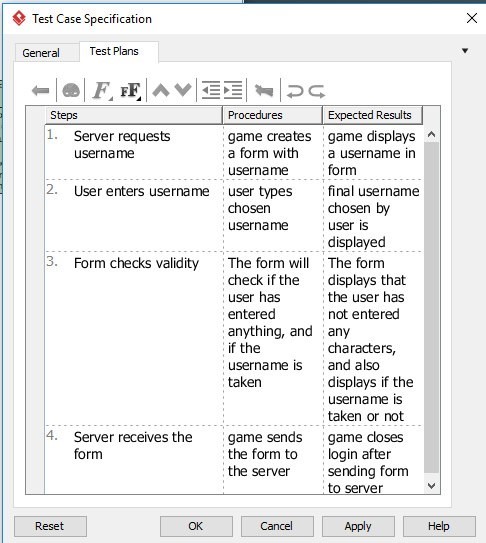 Test Case Specification
General
Test Plans
Steps
Procedures
Expected Results
1.
Server requests
username
game creates
a form with
username
game displays
a username in
form
2.
User enters username
user types
chosen
username
final username
chosen by
user is
displayed
3.
Form checks validity
The form will
check if the
user has
entered
anything, and
if the
username is
taken
The form
displays that
the user has
not entered
any
characters,
and also
displays if the
username is
taken or not
4.
Server receives the
form
game sends
the form to
the server
game closes
login after
sending form
to server
Reset
OK
Cancel
Apply
Help